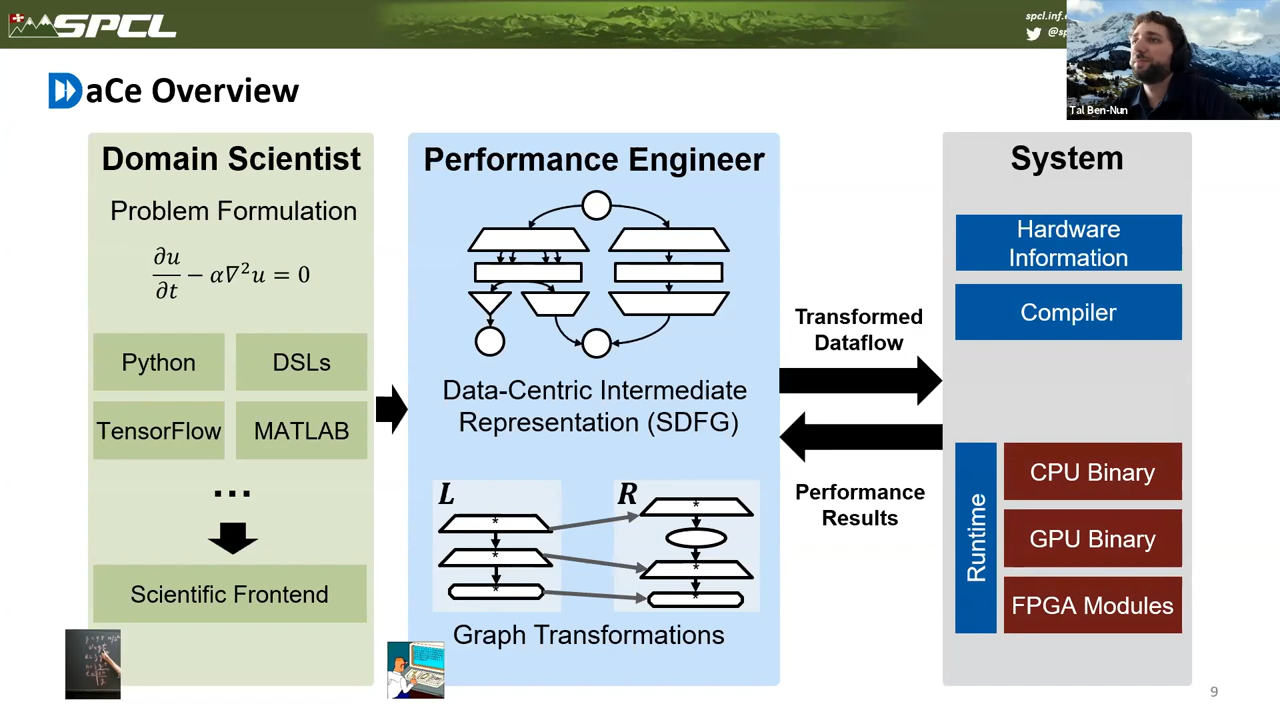 SPCL
spcl.inf.e
@sp
Tal Ben-Nun
aCe Overview
Domain Scientist
Problem Formulation
∂u
∂t
− α∇²u = 0
Python
DSLs
TensorFlow
MATLAB
...
Scientific Frontend
Performance Engineer
Data-Centric Intermediate
Representation (SDFG)
L
R
*
*
*
*
*
*
Graph Transformations
Transformed
Dataflow
Performance
Results
System
Hardware
Information
Compiler
Runtime
CPU Binary
GPU Binary
FPGA Modules
9